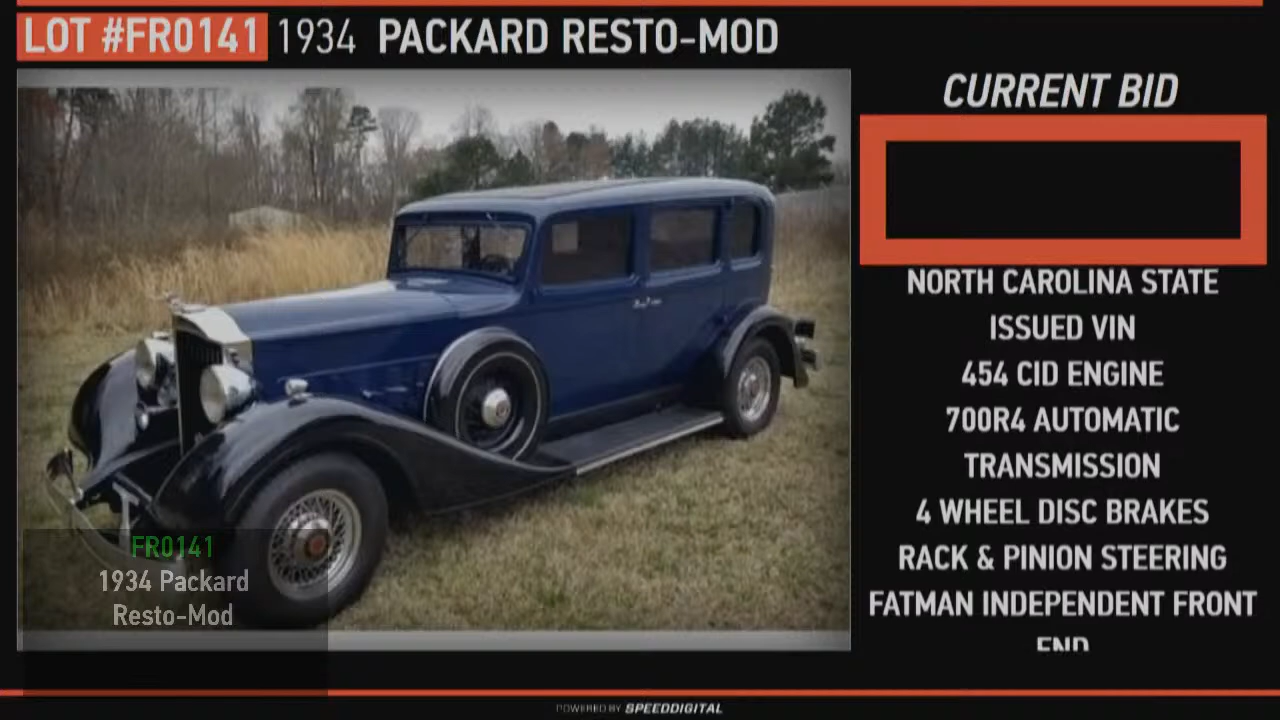 LOT #FR0141 1934 PACKARD RESTO-MOD
CURRENT BID
NORTH CAROLINA STATE
ISSUED VIN
454 CID ENGINE
700R4 AUTOMATIC
TRANSMISSION
4 WHEEL DISC BRAKES
RACK & PINION STEERING
FATMAN INDEPENDENT FRONT
END
FR0141
1934 Packard
Resto-Mod
POWERED BY SPEEDDIGITAL